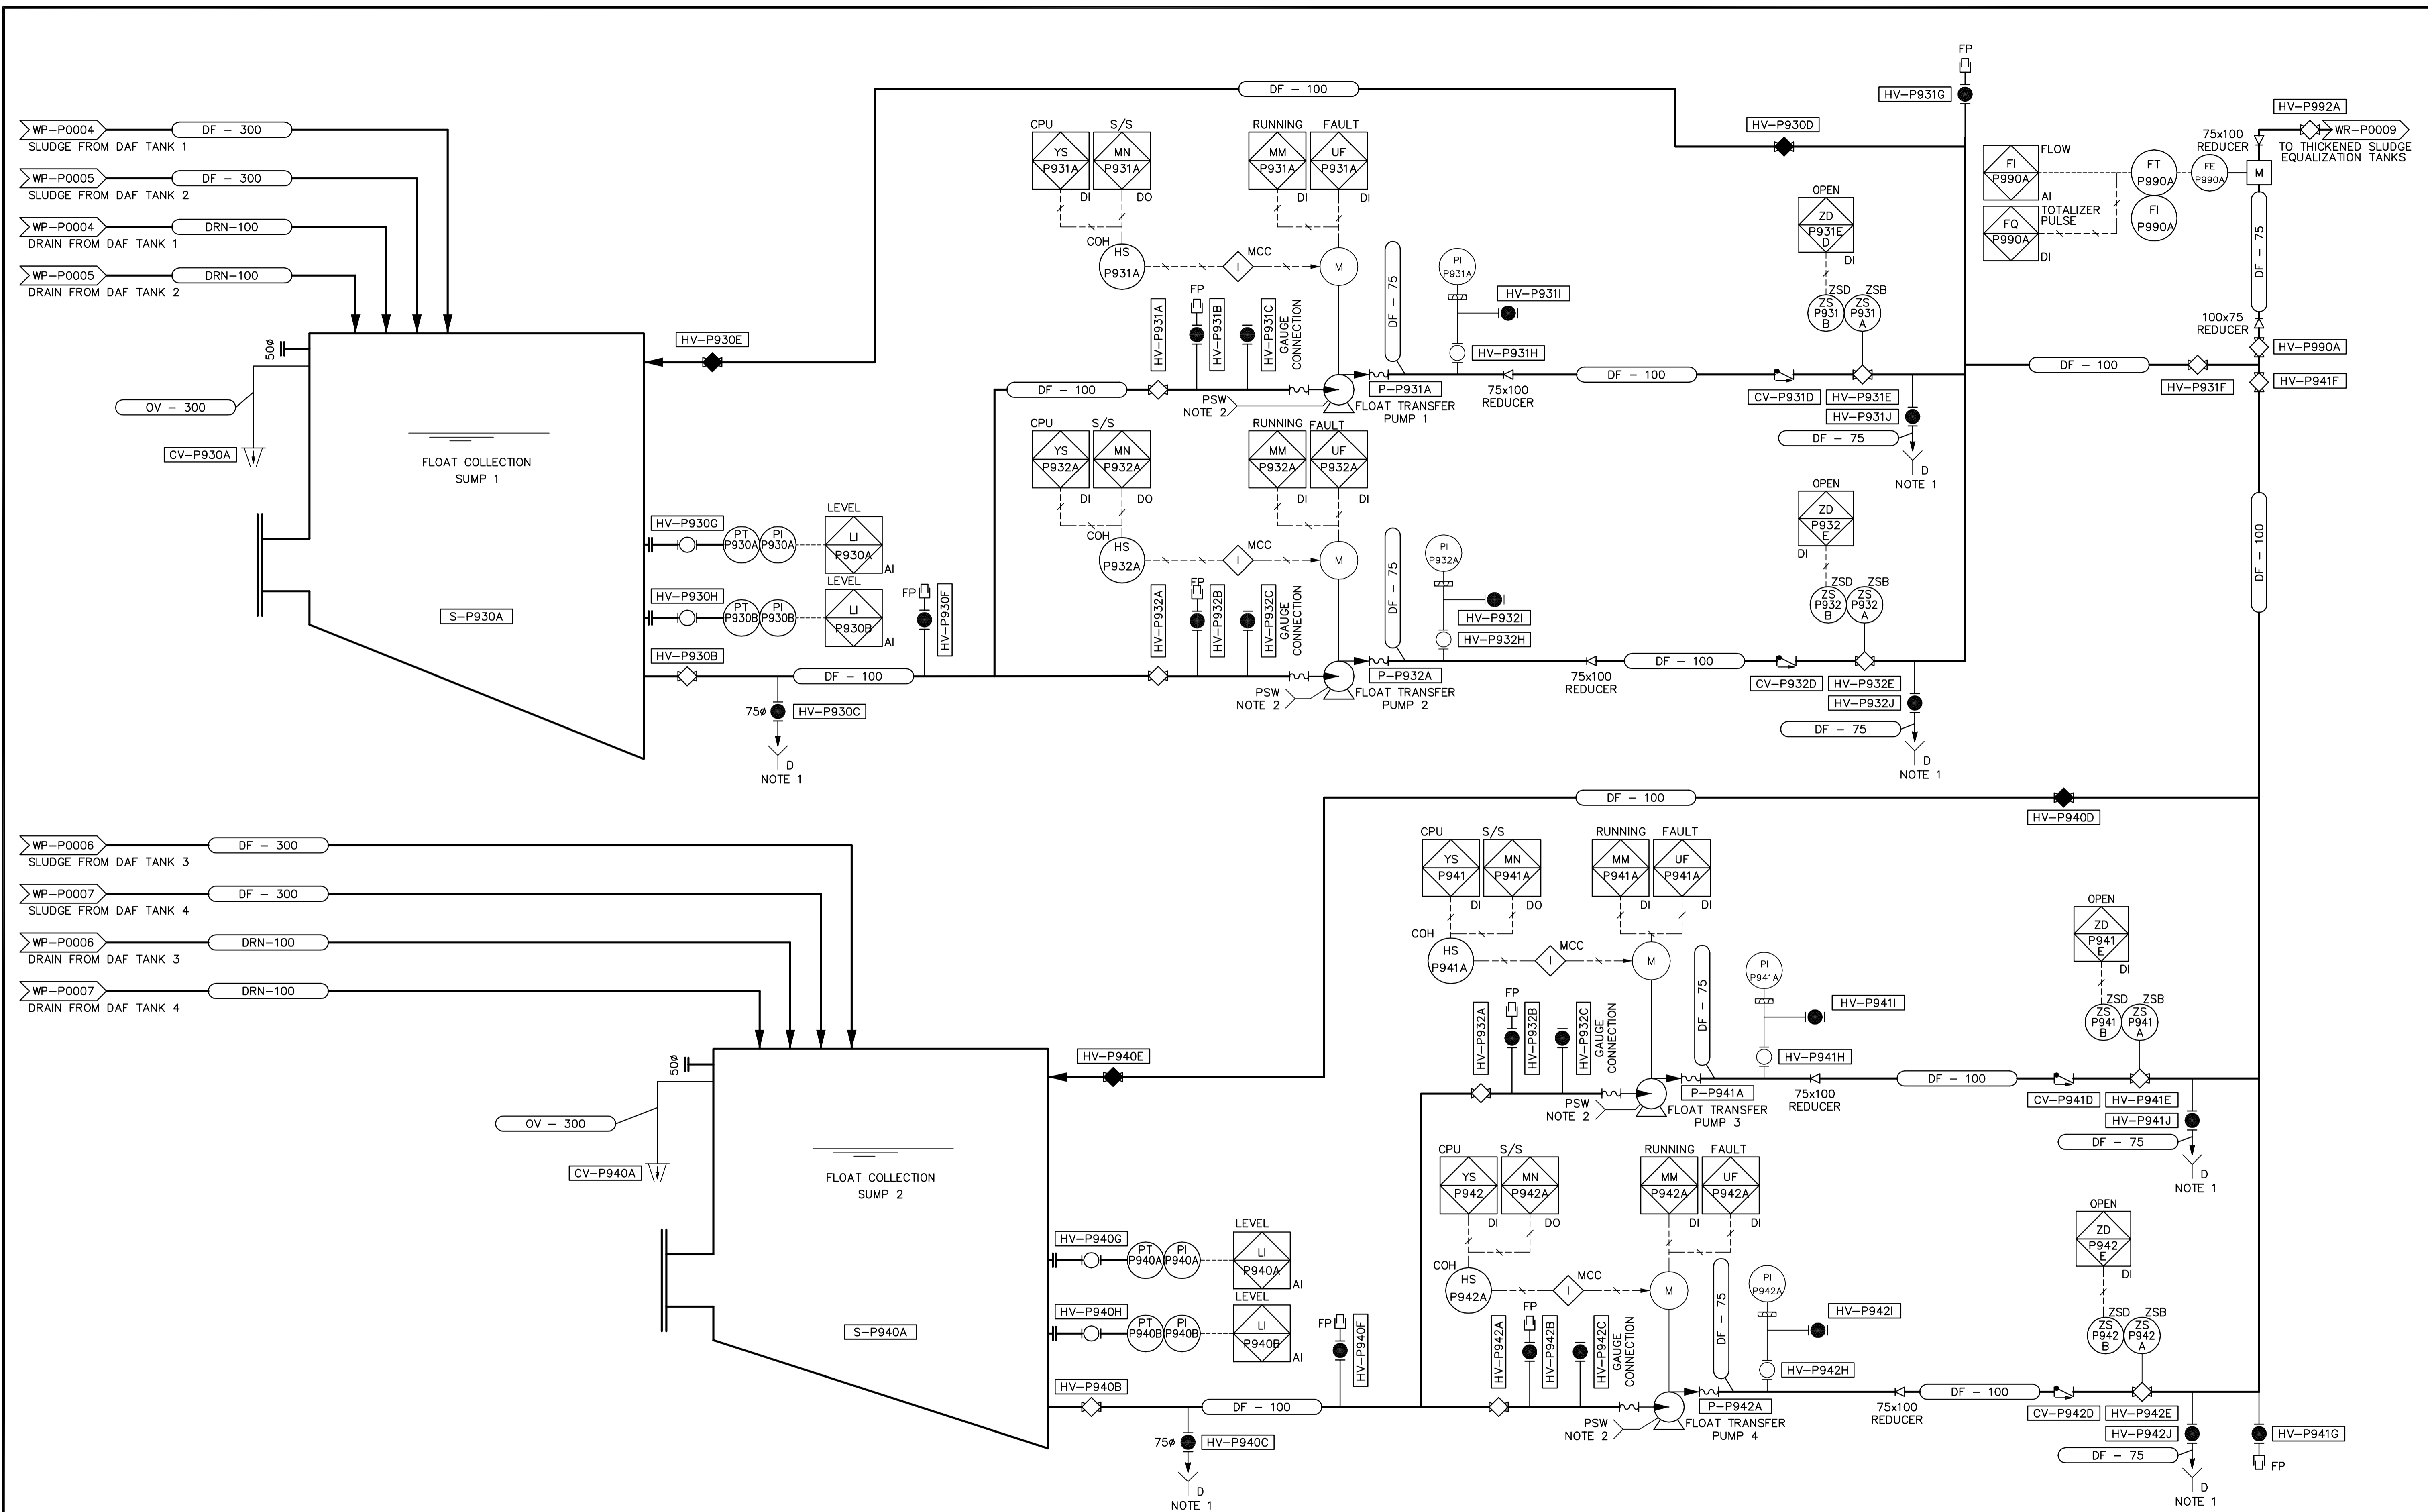 WP-P0004
DF - 300
SLUDGE FROM DAF TANK 1
WP-P0005
DF - 300
SLUDGE FROM DAF TANK 2
WP-P0004
DRN-100
DRAIN FROM DAF TANK 1
WP-P0005
DRN-100
DRAIN FROM DAF TANK 2
50ø
OV - 300
CV-P930A
FLOAT COLLECTION
SUMP 1
S-P930A
HV-P930E
DF - 100
HV-P930G
PT
P930A
PI
P930A
LEVEL
LI
P930A
AI
HV-P930H
PT
P930B
PI
P930B
LEVEL
LI
P930B
AI
HV-P930B
75ø
HV-P930C
D
NOTE 1
DF - 100
FP
HV-P930F
CPU
YS
P931A
DI
S/S
MN
P931A
DO
RUNNING
MM
P931A
DI
FAULT
UF
P931A
DI
COH
HS
P931A
I
MCC
M
DF - 100
HV-P931A
FP
HV-P931B
HV-P931C
GAUGE
CONNECTION
PSW
NOTE 2
P-P931A
FLOAT TRANSFER
PUMP 1
DF - 75
PI
P931A
HV-P931I
HV-P931H
75x100
REDUCER
DF - 100
CV-P931D
HV-P931E
HV-P931J
DF - 75
D
NOTE 1
OPEN
ZD
P931E
D
DI
ZSD
ZSB
ZS
P931
B
ZS
P931
A
CPU
YS
P932A
DI
S/S
MN
P932A
DO
RUNNING
MM
P932A
DI
FAULT
UF
P932A
DI
COH
HS
P932A
I
MCC
M
HV-P932A
FP
HV-P932B
HV-P932C
GAUGE
CONNECTION
PSW
NOTE 2
P-P932A
FLOAT TRANSFER
PUMP 2
DF - 75
PI
P932A
HV-P932I
HV-P932H
75x100
REDUCER
DF - 100
CV-P932D
HV-P932E
HV-P932J
DF - 75
D
NOTE 1
OPEN
ZD
P932
E
DI
ZSD
ZSB
ZS
P932
B
ZS
P932
A
HV-P930D
FP
HV-P931G
FI
P990A
FLOW
AI
FQ
P990A
TOTALIZER
PULSE
DI
FT
P990A
FI
P990A
FE
P990A
M
75x100
REDUCER
HV-P992A
WR-P0009
TO THICKENED SLUDGE
EQUALIZATION TANKS
DF - 75
100x75
REDUCER
HV-P990A
DF - 100
HV-P931F
HV-P941F
DF - 100
WP-P0006
DF - 300
SLUDGE FROM DAF TANK 3
WP-P0007
DF - 300
SLUDGE FROM DAF TANK 4
WP-P0006
DRN-100
DRAIN FROM DAF TANK 3
WP-P0007
DRN-100
DRAIN FROM DAF TANK 4
50ø
OV - 300
CV-P940A
FLOAT COLLECTION
SUMP 2
S-P940A
HV-P940E
DF - 100
HV-P940D
HV-P940G
PT
P940A
PI
P940A
LEVEL
LI
P940A
AI
HV-P940H
PT
P940B
PI
P940B
LEVEL
LI
P940B
AI
HV-P940B
75ø
HV-P940C
D
NOTE 1
DF - 100
FP
HV-P940F
CPU
YS
P941
DI
S/S
MN
P941A
DO
RUNNING
MM
P941A
DI
FAULT
UF
P941A
DI
COH
HS
P941A
I
MCC
M
HV-P932A
FP
HV-P932B
HV-P932C
GAUGE
CONNECTION
PSW
NOTE 2
P-P941A
FLOAT TRANSFER
PUMP 3
DF - 75
PI
P941A
HV-P941I
HV-P941H
75x100
REDUCER
DF - 100
CV-P941D
HV-P941E
HV-P941J
DF - 75
D
NOTE 1
OPEN
ZD
P941
E
DI
ZSD
ZSB
ZS
P941
B
ZS
P941
A
CPU
YS
P942
DI
S/S
MN
P942A
DO
RUNNING
MM
P942A
DI
FAULT
UF
P942A
DI
COH
HS
P942A
I
MCC
M
HV-P942A
FP
HV-P942B
HV-P942C
GAUGE
CONNECTION
PSW
NOTE 2
P-P942A
FLOAT TRANSFER
PUMP 4
DF - 75
PI
P942A
HV-P942I
HV-P942H
75x100
REDUCER
DF - 100
CV-P942D
HV-P942E
HV-P942J
DF - 75
D
NOTE 1
OPEN
ZD
P942
E
DI
ZSD
ZSB
ZS
P942
B
ZS
P942
A
HV-P941G
FP